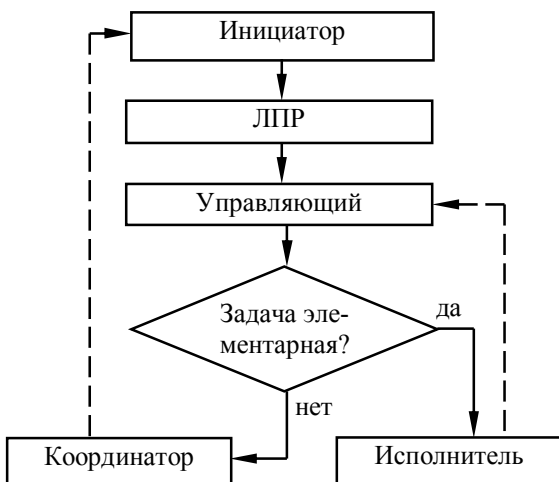 Инициатор
ЛПР
Управляющий
Задача эле-
ментарная?
да
нет
Координатор
Исполнитель